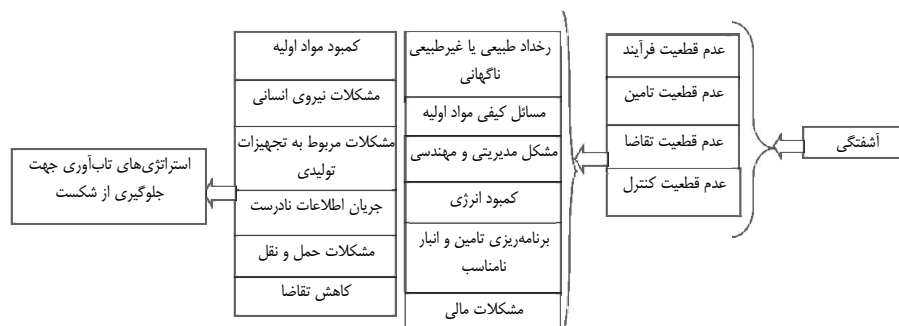 آشفتگی
عدم قطعیت فرآیند
عدم قطعیت تامین
عدم قطعیت تقاضا
عدم قطعیت کنترل
رخداد طبیعی یا غیرطبیعی
ناگهانی
مسائل کیفی مواد اولیه
مشکل مدیریتی و مهندسی
کمبود انرژی
برنامه‌ریزی تامین و انبار
نامناسب
مشکلات مالی
کمبود مواد اولیه
مشکلات نیروی انسانی
مشکلات مربوط به تجهیزات
تولیدی
جریان اطلاعات نادرست
مشکلات حمل و نقل
کاهش تقاضا
استراتژی‌های تاب‌آوری جهت
جلوگیری از شکست